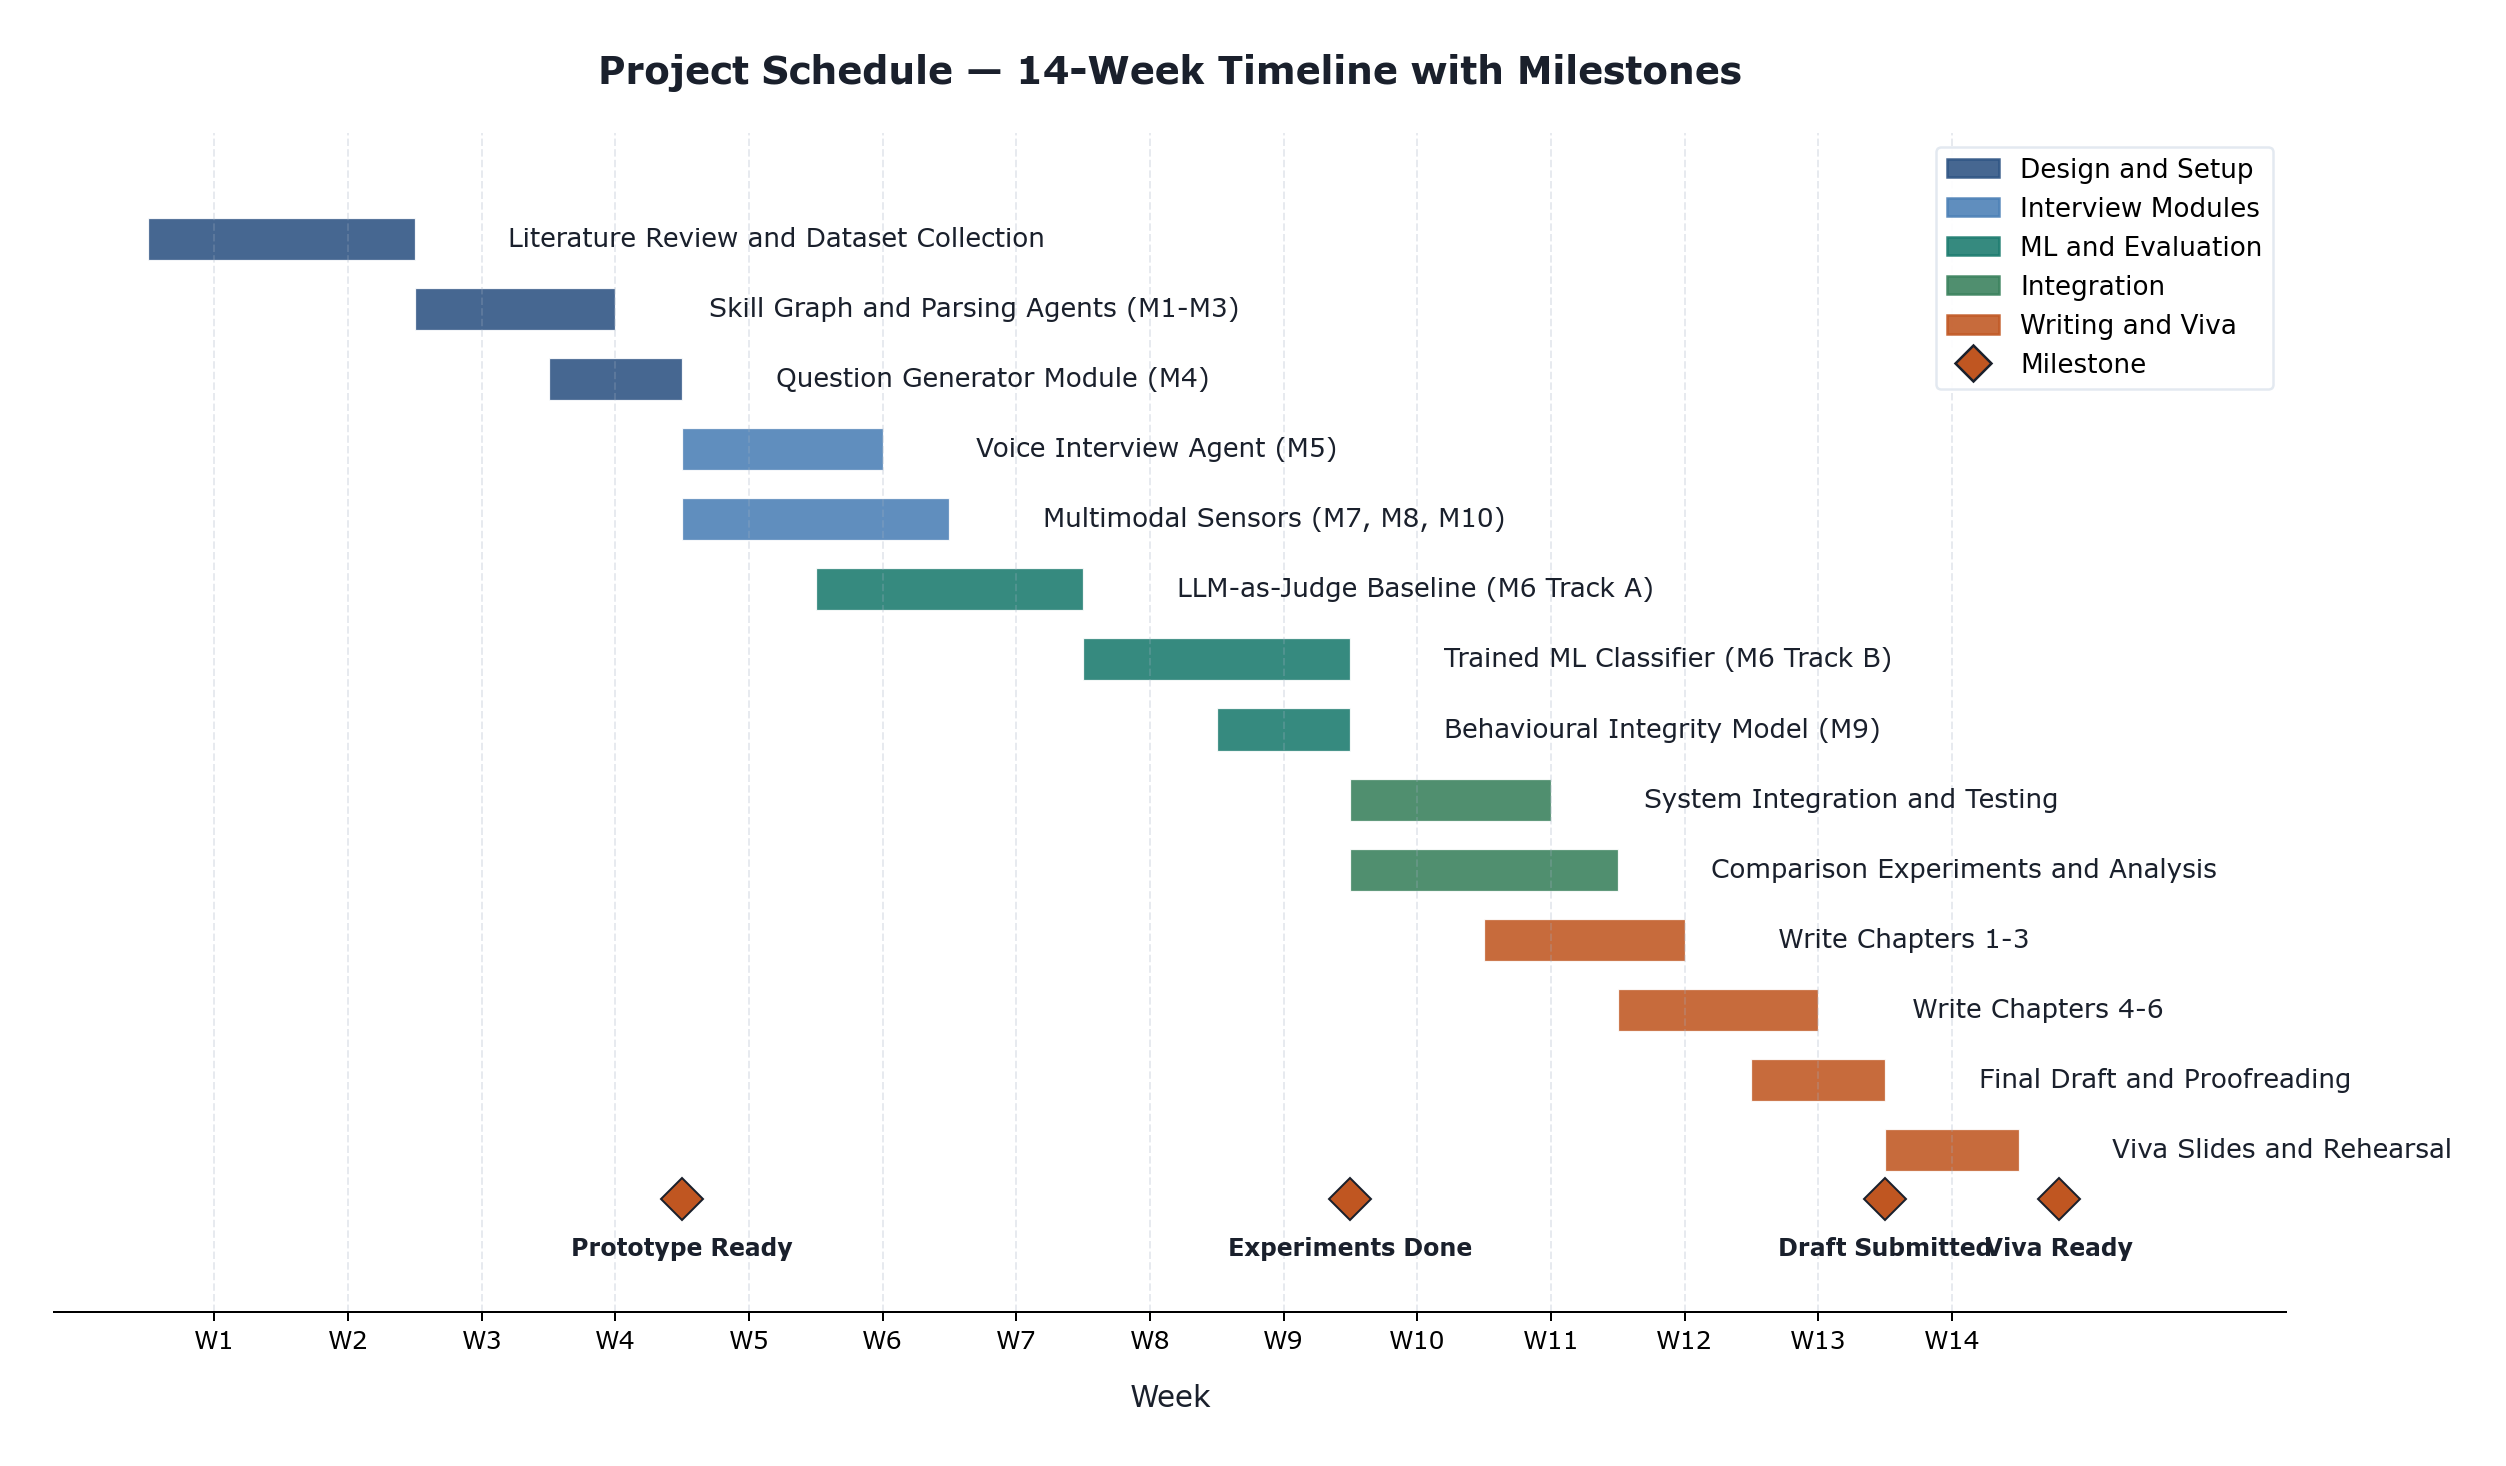 Project Schedule — 14-Week Timeline with Milestones
Design and Setup
Interview Modules
ML and Evaluation
Integration
Writing and Viva
Milestone
Literature Review and Dataset Collection
Skill Graph and Parsing Agents (M1-M3)
Question Generator Module (M4)
Voice Interview Agent (M5)
Multimodal Sensors (M7, M8, M10)
LLM-as-Judge Baseline (M6 Track A)
Trained ML Classifier (M6 Track B)
Behavioural Integrity Model (M9)
System Integration and Testing
Comparison Experiments and Analysis
Write Chapters 1-3
Write Chapters 4-6
Final Draft and Proofreading
Viva Slides and Rehearsal
Prototype Ready Experiments Done Draft Submitted Viva Ready
W1 W2 W3 W4 W5 W6 W7 W8 W9 W10 W11 W12 W13 W14
Week